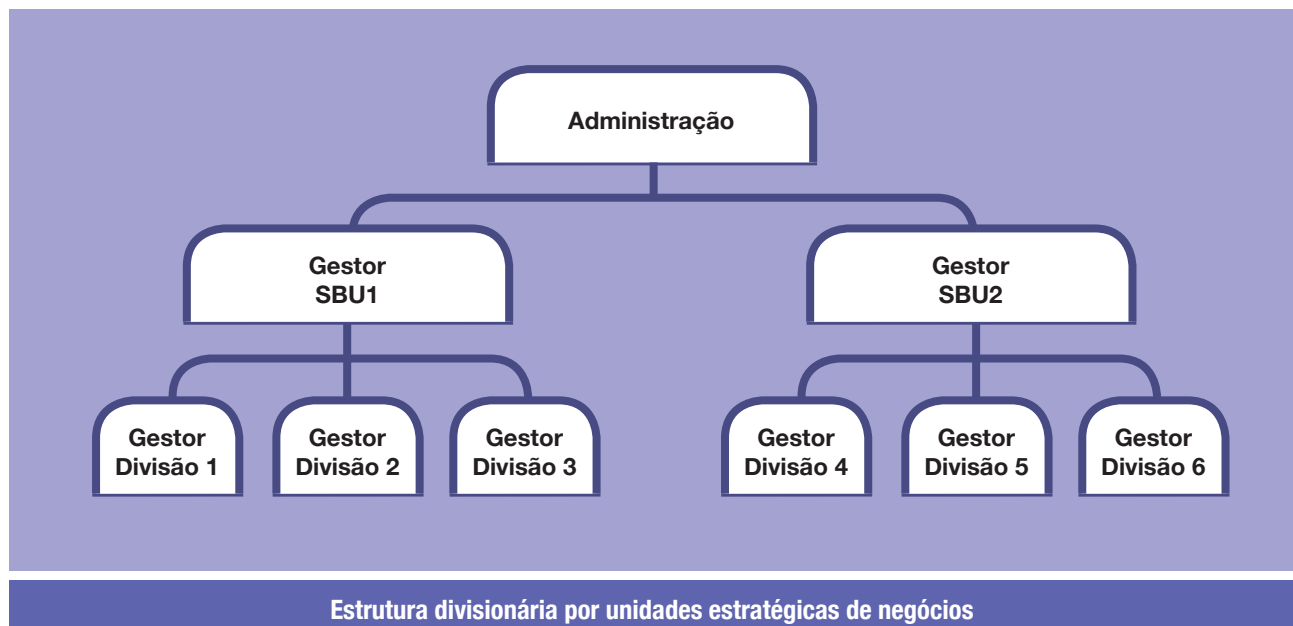 Administração
Gestor
SBU1
Gestor
SBU2
Gestor
Divisão 1
Gestor
Divisão 2
Gestor
Divisão 3
Gestor
Divisão 4
Gestor
Divisão 5
Gestor
Divisão 6
Estrutura divisionária por unidades estratégicas de negócios